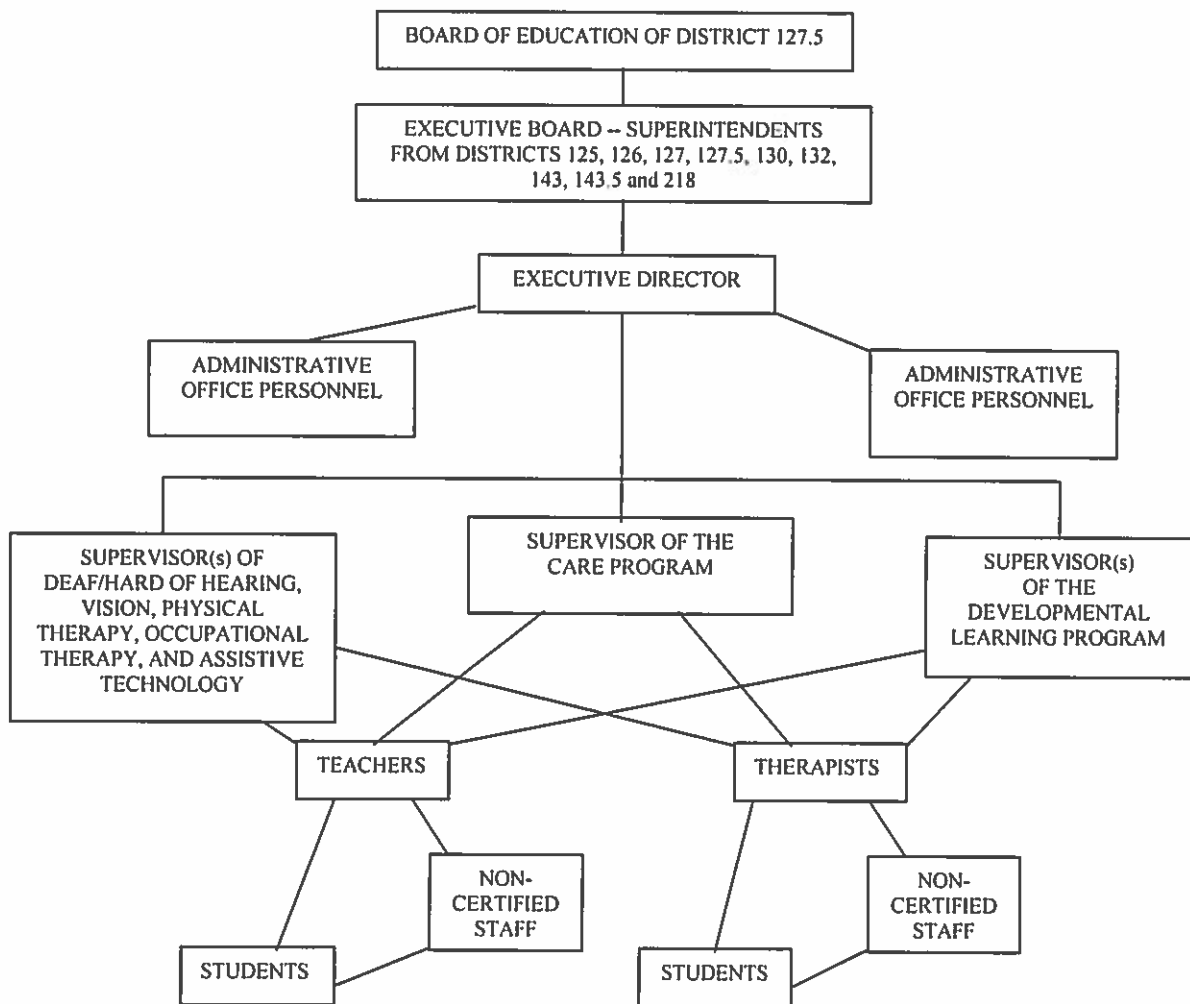 BOARD OF EDUCATION OF DISTRICT 127.5
EXECUTIVE BOARD – SUPERINTENDENTS
FROM DISTRICTS 125, 126, 127, 127.5, 130, 132,
143, 143.5 and 218
EXECUTIVE DIRECTOR
ADMINISTRATIVE
OFFICE PERSONNEL
ADMINISTRATIVE
OFFICE PERSONNEL
SUPERVISOR(s) OF
DEAF/HARD OF HEARING,
VISION, PHYSICAL
THERAPY, OCCUPATIONAL
THERAPY, AND ASSISTIVE
TECHNOLOGY
SUPERVISOR OF THE
CARE PROGRAM
SUPERVISOR(s)
OF THE
DEVELOPMENTAL
LEARNING PROGRAM
TEACHERS
THERAPISTS
NON-
CERTIFIED
STAFF
NON-
CERTIFIED
STAFF
STUDENTS
STUDENTS